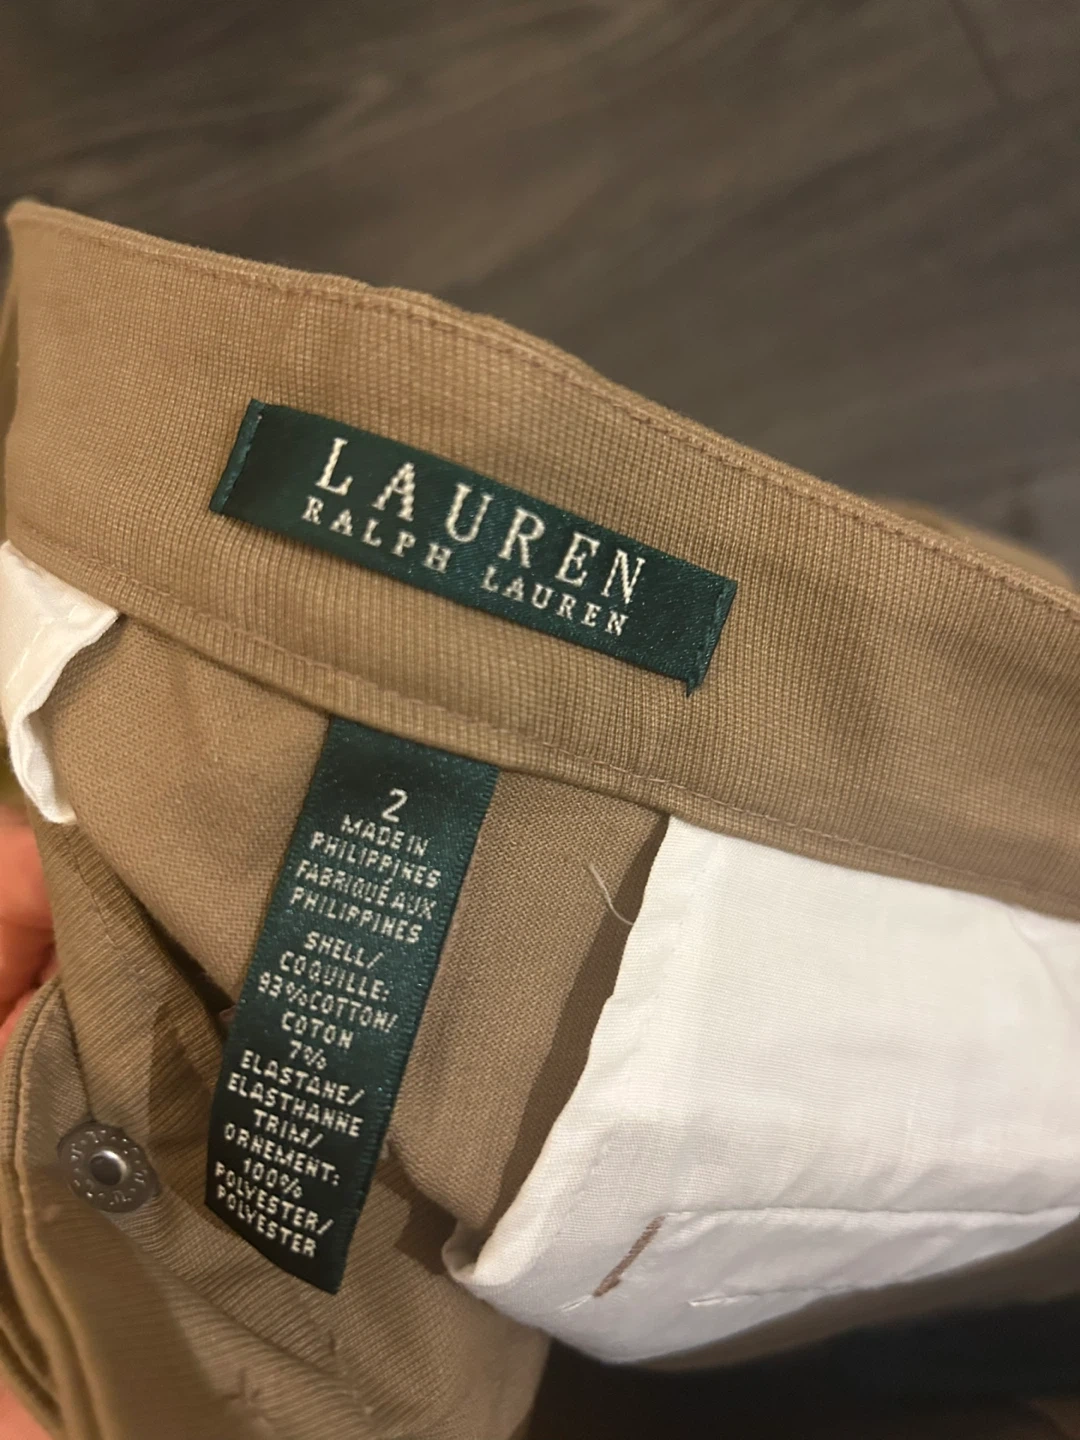 LAUREN
RALPH LAUREN
2
MADE IN
PHILIPPINES
FABRIQUÉ AUX
PHILIPPINES
SHELL/
COQUILLE:
93%COTTON/
COTON
7%
ELASTANE/
ELASTHANNE
TRIM/
ORNEMENT:
100%
POLYESTER/
POLYESTER